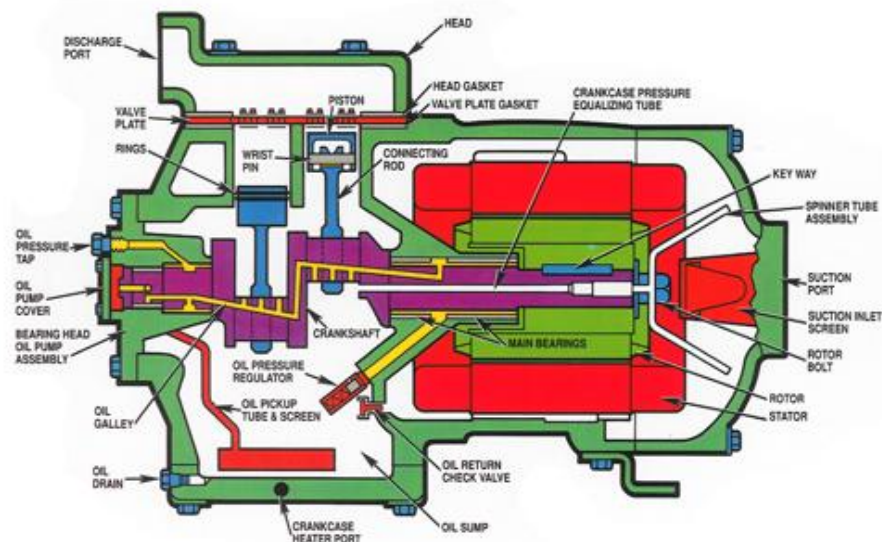 DISCHARGE
PORT
HEAD
HEAD GASKET
VALVE PLATE GASKET
CRANKCASE PRESSURE
EQUALIZING TUBE
PISTON
VALVE
PLATE
RINGS
WRIST
PIN
CONNECTING
ROD
KEY WAY
SPINNER TUBE
ASSEMBLY
OIL
PRESSURE
TAP
OIL
PUMP
COVER
SUCTION
PORT
BEARING HEAD
OIL PUMP
ASSEMBLY
CRANKSHAFT
MAIN BEARINGS
SUCTION INLET
SCREEN
OIL PRESSURE
REGULATOR
ROTOR
BOLT
OIL
GALLEY
OIL PICKUP
TUBE & SCREEN
ROTOR
STATOR
OIL
DRAIN
OIL RETURN
CHECK VALVE
CRANKCASE
HEATER PORT
OIL SUMP